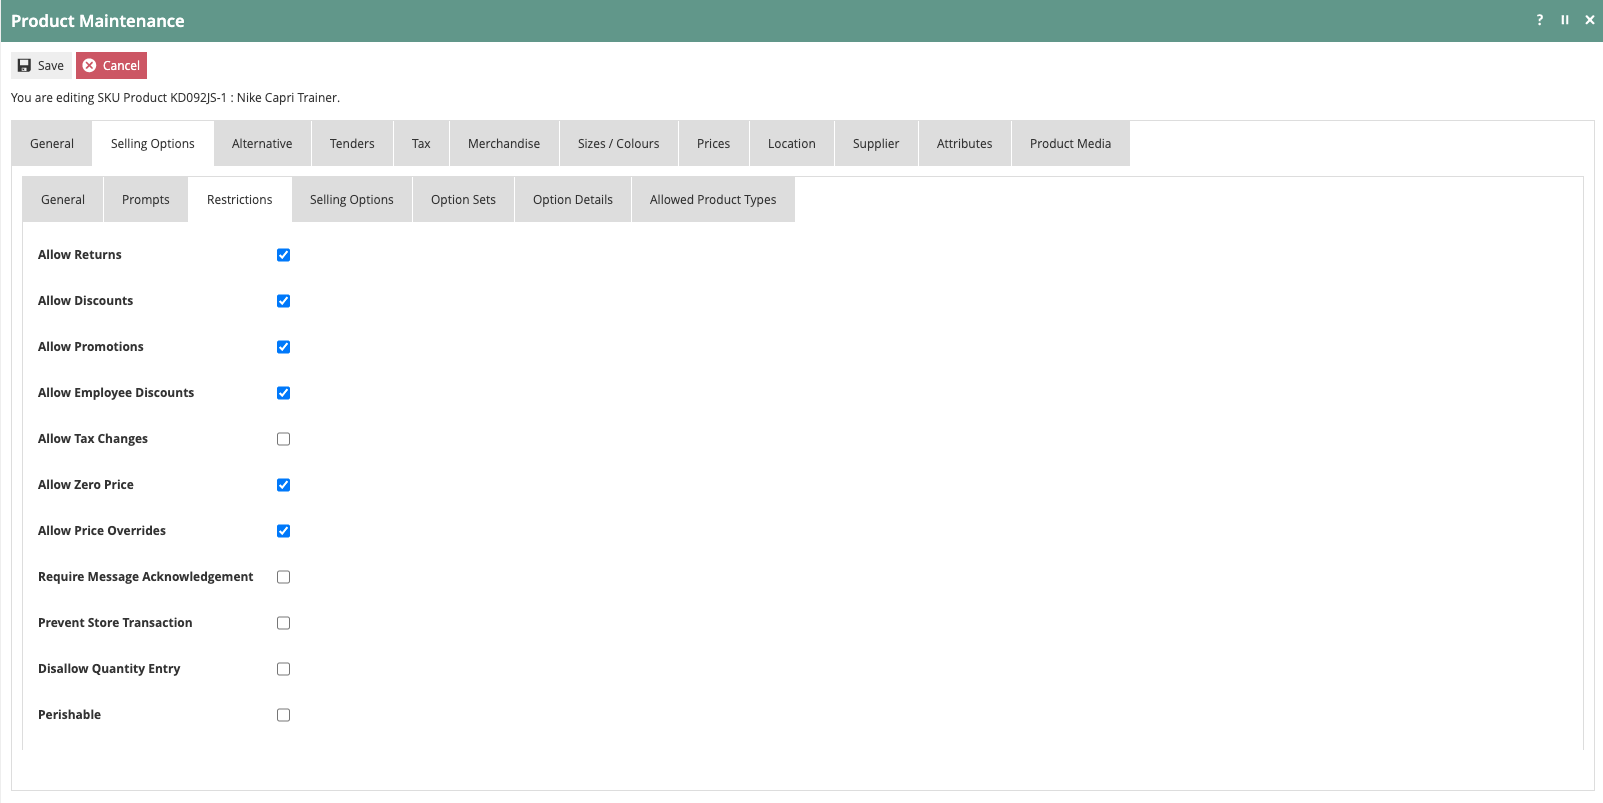 Product Maintenance
?
Save Cancel
You are editing SKU Product KD092JS-1 : Nike Capri Trainer.
General Selling Options Alternative Tenders Tax Merchandise Sizes / Colours Prices Location Supplier Attributes Product Media
General Prompts Restrictions Selling Options Option Sets Option Details Allowed Product Types
Allow Returns
Allow Discounts
Allow Promotions
Allow Employee Discounts
Allow Tax Changes
Allow Zero Price
Allow Price Overrides
Require Message Acknowledgement
Prevent Store Transaction
Disallow Quantity Entry
Perishable